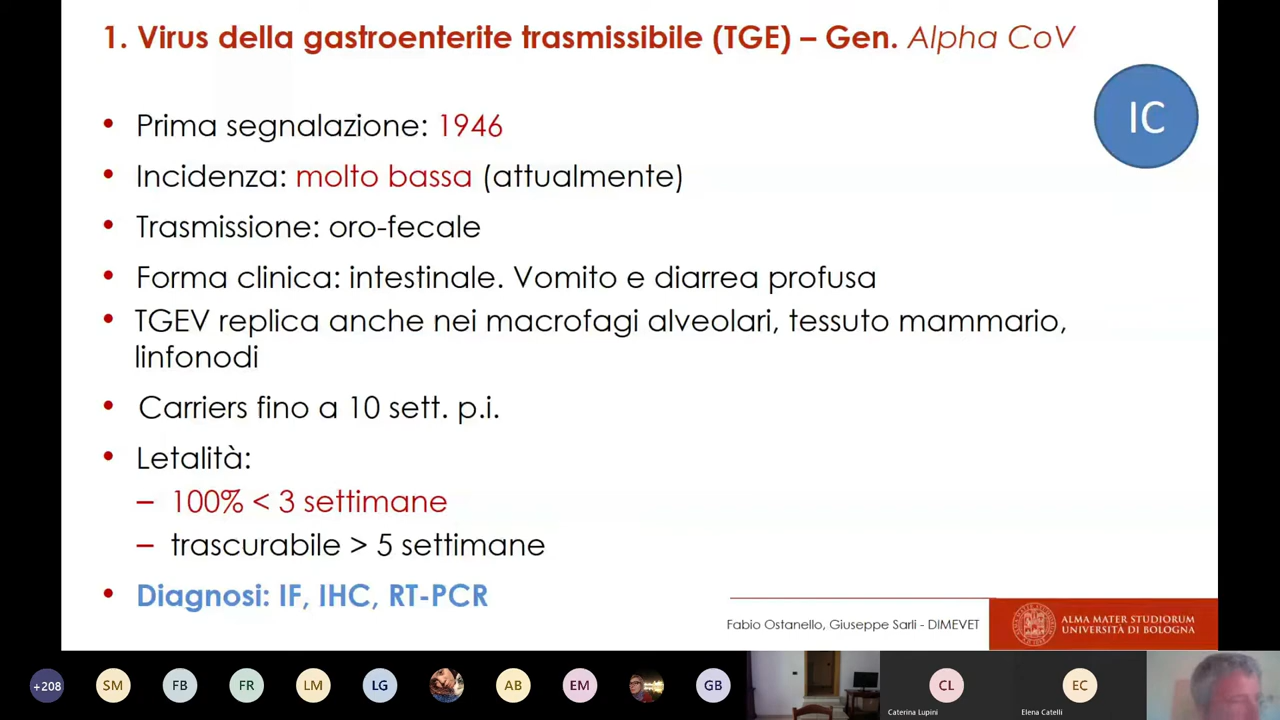 1. Virus della gastroenterite trasmissibile (TGE) – Gen. Alpha CoV
IC
• Prima segnalazione: 1946
• Incidenza: molto bassa (attualmente)
• Trasmissione: oro-fecale
• Forma clinica: intestinale. Vomito e diarrea profusa
• TGEV replica anche nei macrofagi alveolari, tessuto mammario,
linfonodi
• Carriers fino a 10 sett. p.i.
• Letalità:
– 100% < 3 settimane
– trascurabile > 5 settimane
• Diagnosi: IF, IHC, RT-PCR
Fabio Ostanello, Giuseppe Sarli - DIMEVET
ALMA MATER STUDIORUM
UNIVERSITÀ DI BOLOGNA
+208 SM FB FR LM LG AB EM GB CL EC
Caterina Lupini Elena Catelli